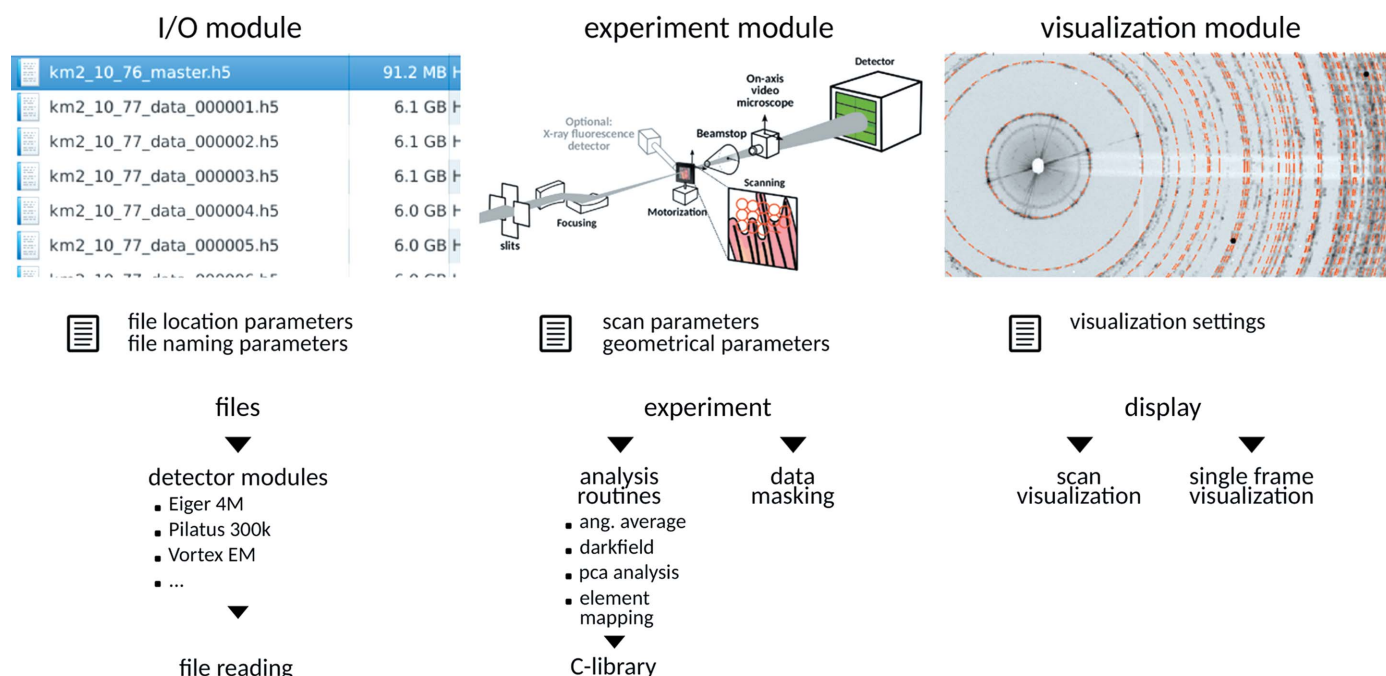 I/O module
km2_10_76_master.h5 91.2 MB H
km2_10_77_data_000001.h5 6.1 GB H
km2_10_77_data_000002.h5 6.1 GB H
km2_10_77_data_000003.h5 6.1 GB H
km2_10_77_data_000004.h5 6.0 GB H
km2_10_77_data_000005.h5 6.0 GB H
file location parameters
file naming parameters
files
detector modules
▪ Eiger 4M
▪ Pilatus 300k
▪ Vortex EM
▪ ...
file reading
experiment module
Detector
On-axis
video
microscope
Optional:
X-ray fluorescence
detector
Beamstop
Scanning
Motorization
Focusing
slits
scan parameters
geometrical parameters
experiment
analysis
routines
▪ ang. average
▪ darkfield
▪ pca analysis
▪ element
mapping
C-library
data
masking
visualization module
visualization settings
display
scan
visualization
single frame
visualization